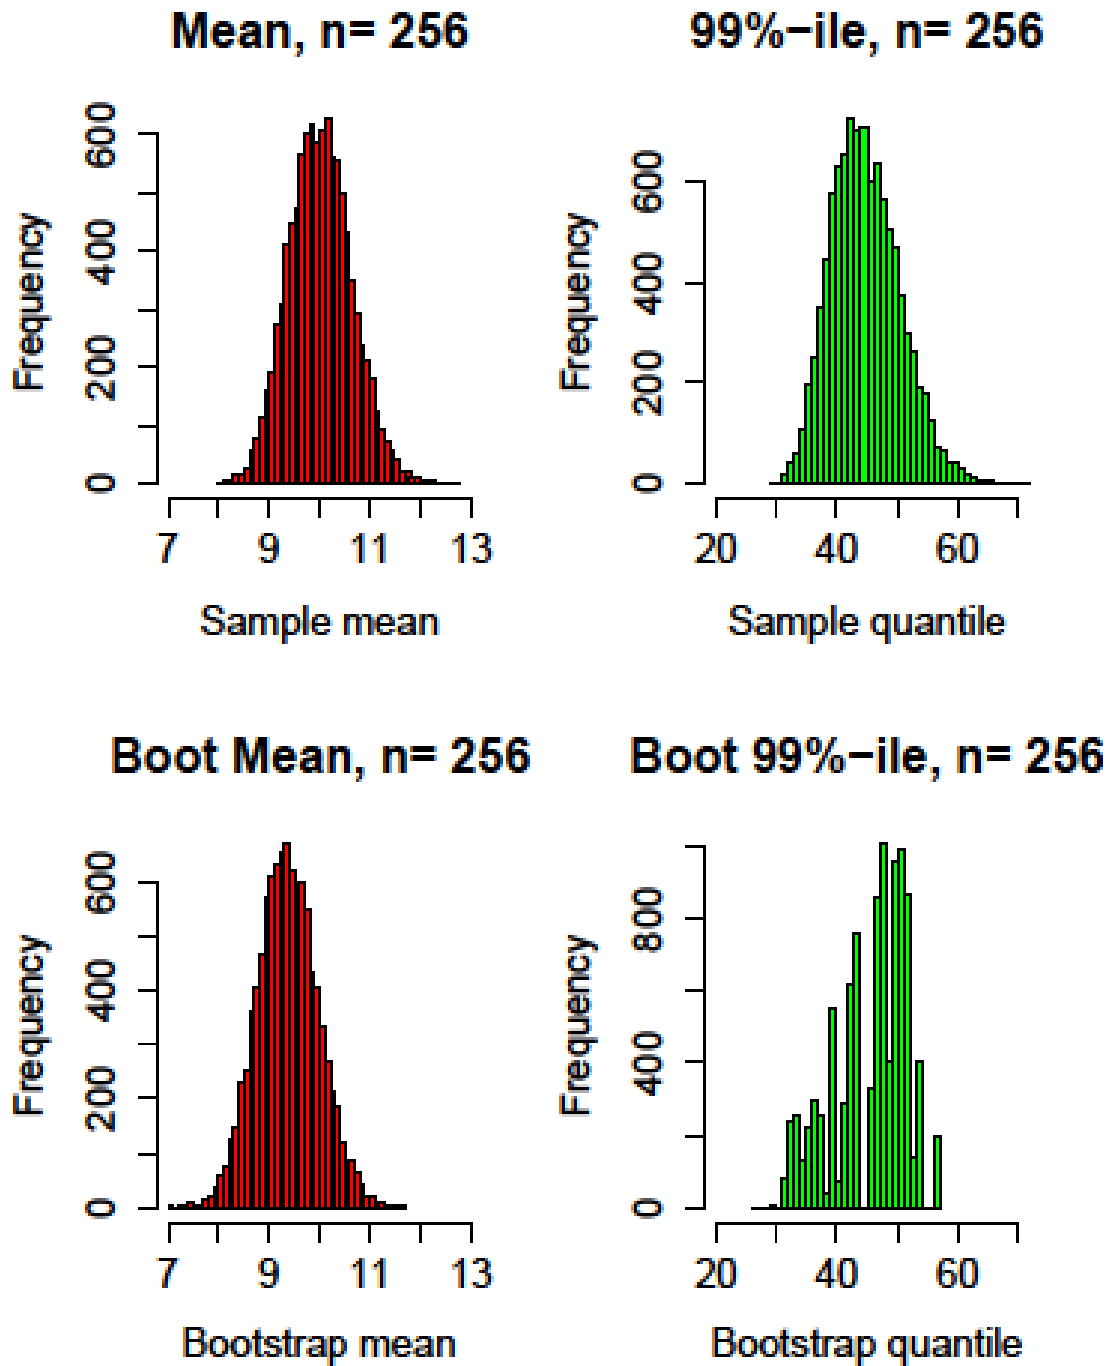 Mean, n= 256
Frequency
0 200 400 600
7 9 11 13
Sample mean
99%−ile, n= 256
Frequency
0 200 400 600
20 40 60
Sample quantile
Boot Mean, n= 256
Frequency
0 200 400 600
7 9 11 13
Bootstrap mean
Boot 99%−ile, n= 256
Frequency
0 400 800
20 40 60
Bootstrap quantile